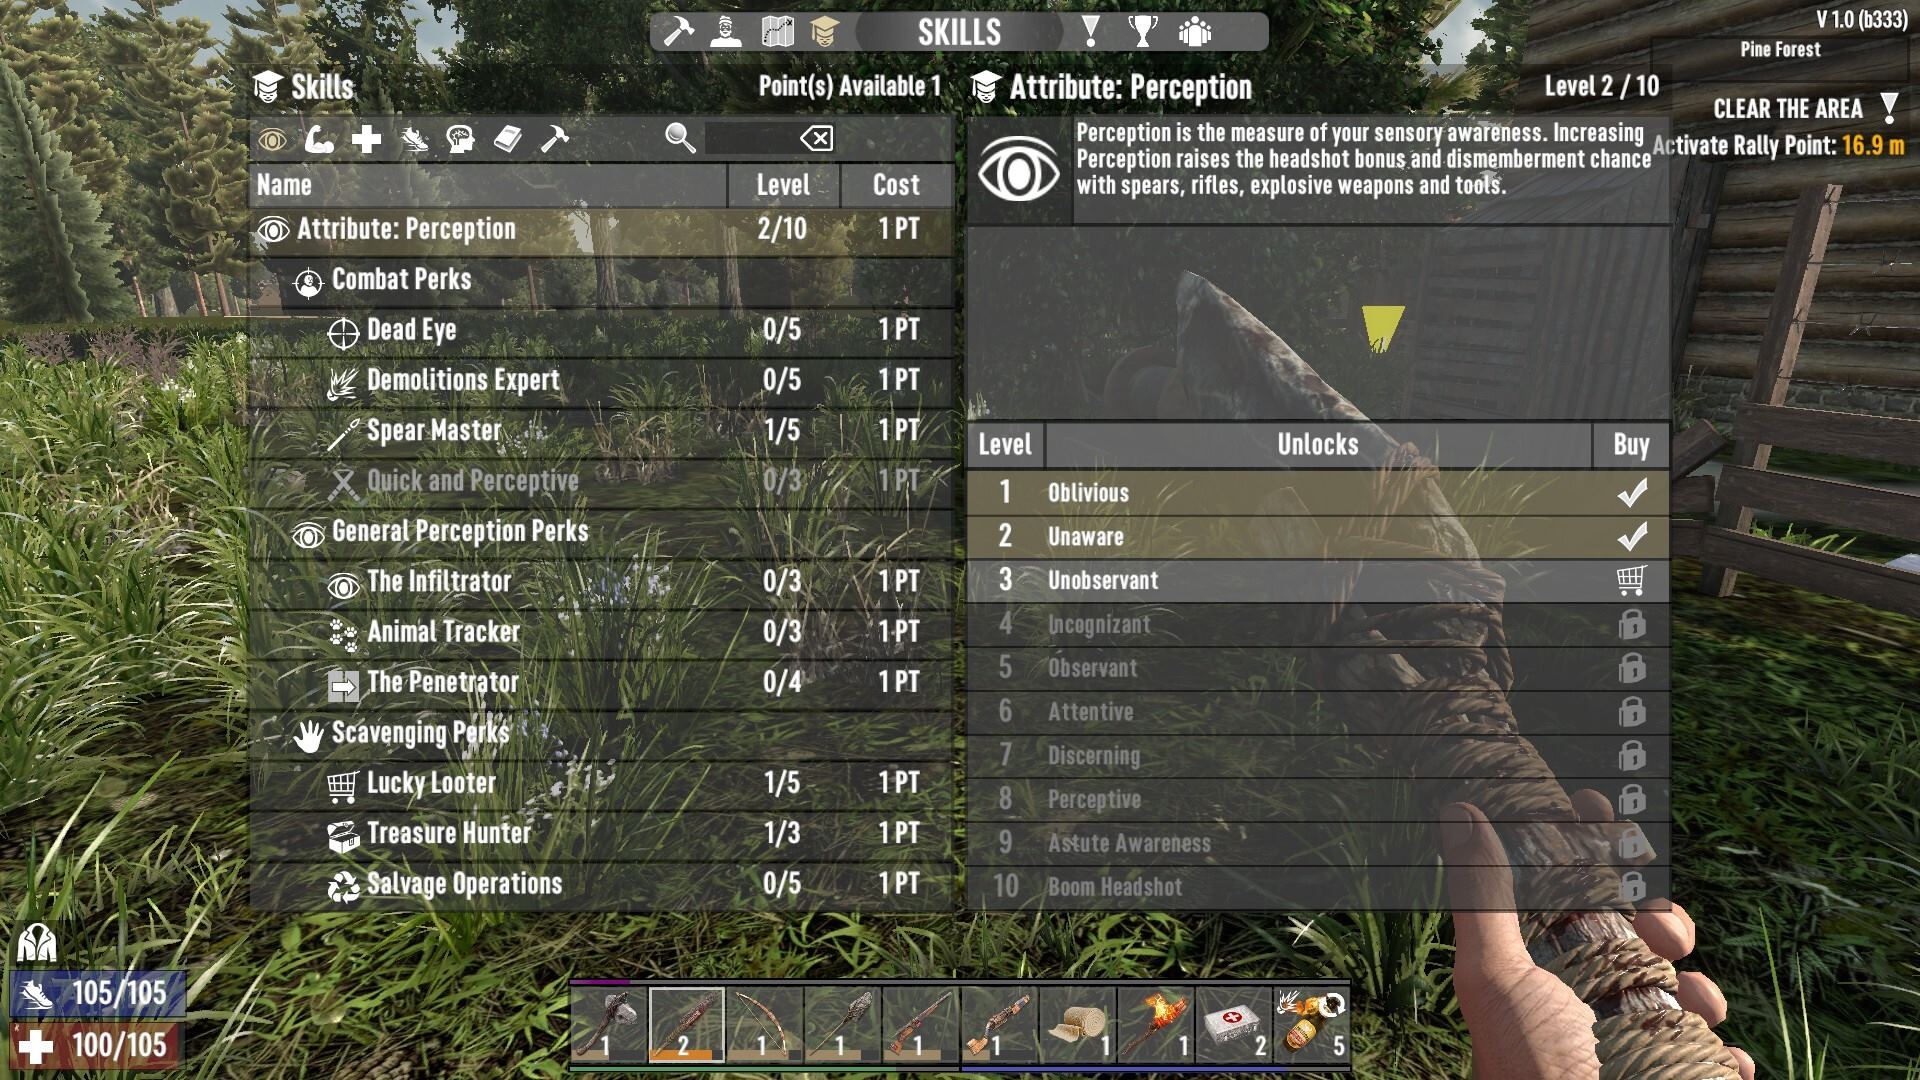 SKILLS
V 1.0 (b333)
Pine Forest
CLEAR THE AREA
Activate Rally Point: 16.9 m
Skills
Point(s) Available 1
Name Level Cost
Attribute: Perception 2/10 1 PT
Combat Perks
Dead Eye 0/5 1 PT
Demolitions Expert 0/5 1 PT
Spear Master 1/5 1 PT
Quick and Perceptive 0/3 1 PT
General Perception Perks
The Infiltrator 0/3 1 PT
Animal Tracker 0/3 1 PT
The Penetrator 0/4 1 PT
Scavenging Perks
Lucky Looter 1/5 1 PT
Treasure Hunter 1/3 1 PT
Salvage Operations 0/5 1 PT
Attribute: Perception Level 2 / 10
Perception is the measure of your sensory awareness. Increasing
Perception raises the headshot bonus and dismemberment chance
with spears, rifles, explosive weapons and tools.
Level Unlocks Buy
1 Oblivious
2 Unaware
3 Unobservant
4 Incognizant
5 Observant
6 Attentive
7 Discerning
8 Perceptive
9 Astute Awareness
10 Boom Headshot
105/105
100/105
1 2 1 1 1 1 1 1 2 5